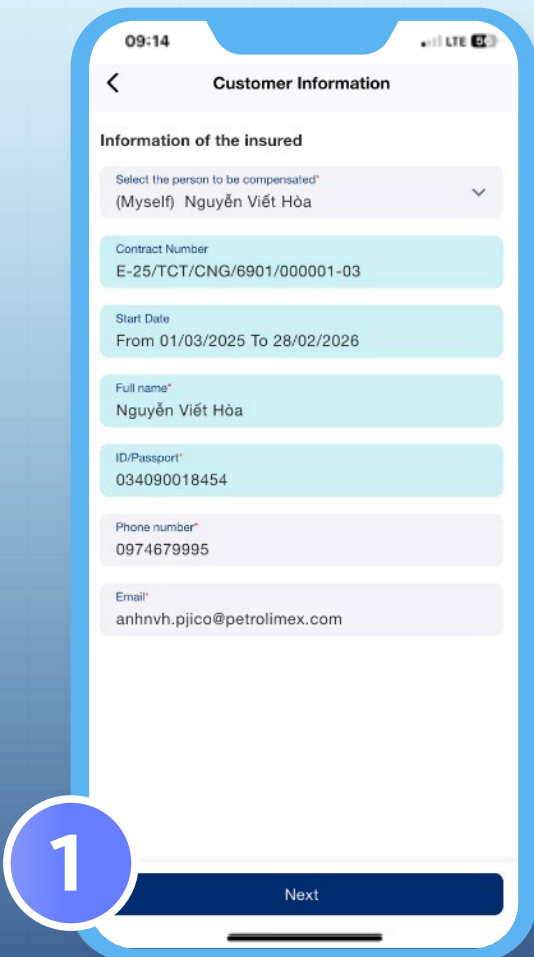 09:14
LTE
Customer Information
Information of the insured
Select the person to be compensated*
(Myself) Nguyễn Viết Hòa
Contract Number
E-25/TCT/CNG/6901/000001-03
Start Date
From 01/03/2025 To 28/02/2026
Full name*
Nguyễn Viết Hòa
ID/Passport*
034090018454
Phone number*
0974679995
Email*
anhnvh.pjico@petrolimex.com
1
Next